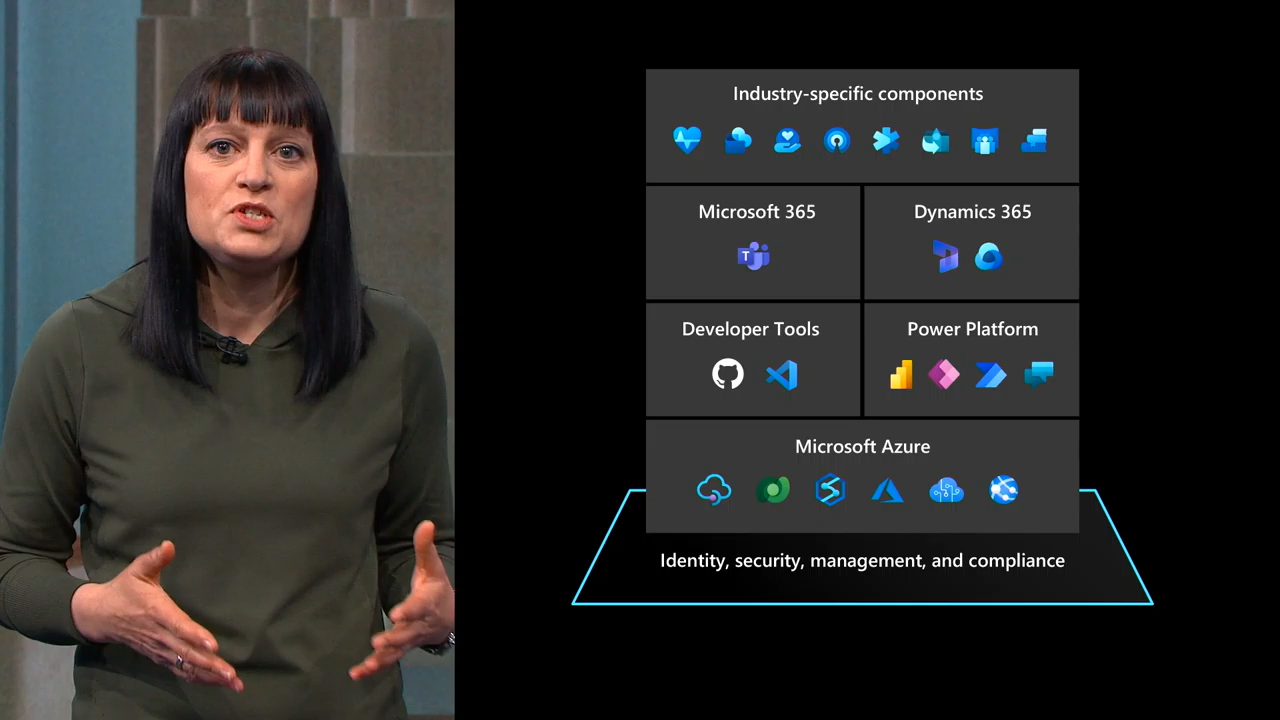 Industry-specific components
Microsoft 365
Dynamics 365
Developer Tools
Power Platform
Microsoft Azure
Identity, security, management, and compliance